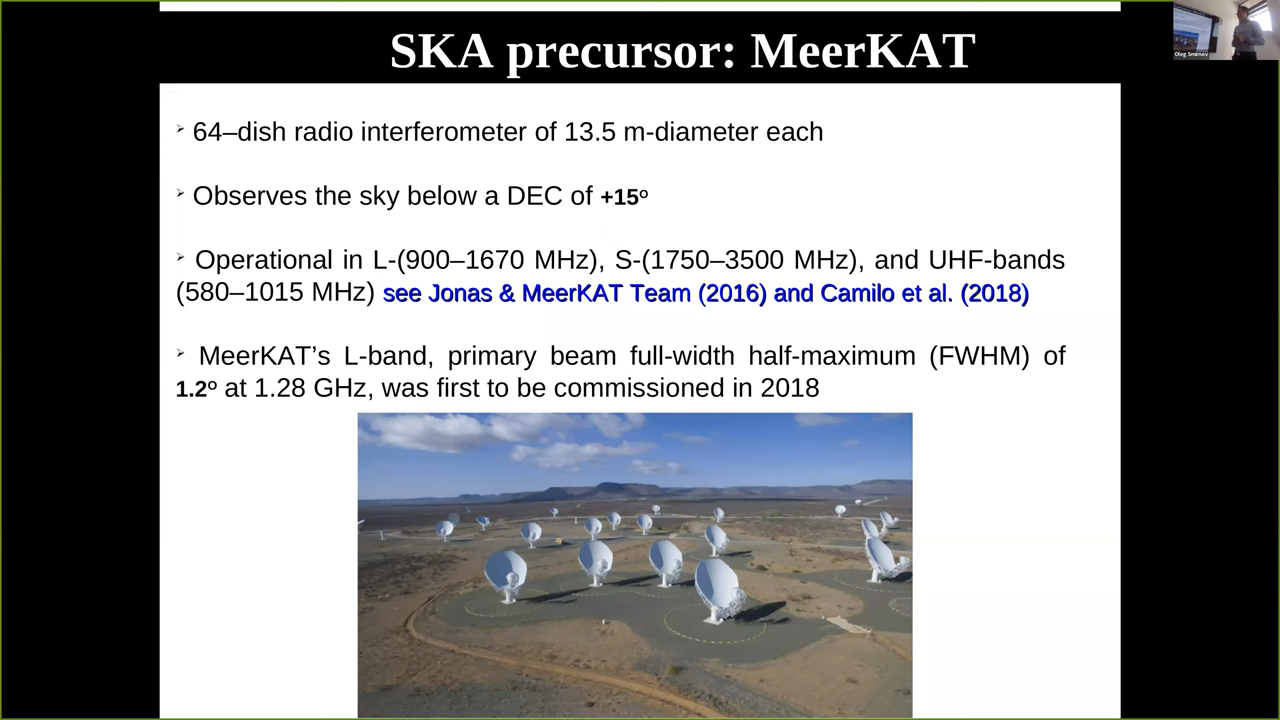 SKA precursor: MeerKAT
Oleg Smirnov
➢ 64–dish radio interferometer of 13.5 m-diameter each
➢ Observes the sky below a DEC of +15º
➢ Operational in L-(900–1670 MHz), S-(1750–3500 MHz), and UHF-bands
(580–1015 MHz) see Jonas & MeerKAT Team (2016) and Camilo et al. (2018)
➢ MeerKAT’s L-band, primary beam full-width half-maximum (FWHM) of
1.2º at 1.28 GHz, was first to be commissioned in 2018